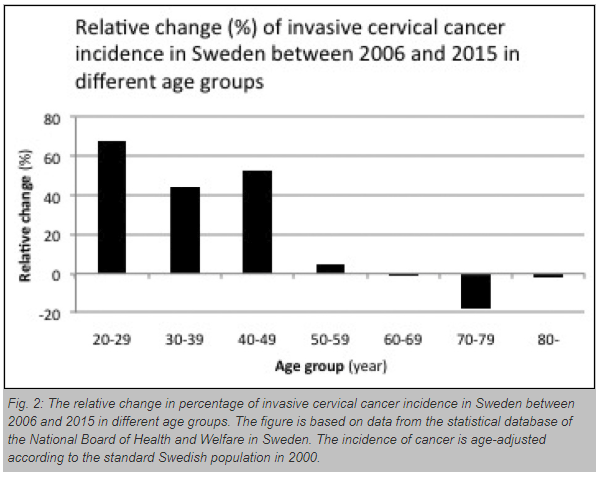 Relative change (%) of invasive cervical cancer
incidence in Sweden between 2006 and 2015 in
different age groups
80
60
40
20
0
-20
Relative change (%)
20-29 30-39 40-49 50-59 60-69 70-79 80-
Age group (year)
Fig. 2: The relative change in percentage of invasive cervical cancer incidence in Sweden between
2006 and 2015 in different age groups. The figure is based on data from the statistical database of
the National Board of Health and Welfare in Sweden. The incidence of cancer is age-adjusted
according to the standard Swedish population in 2000.